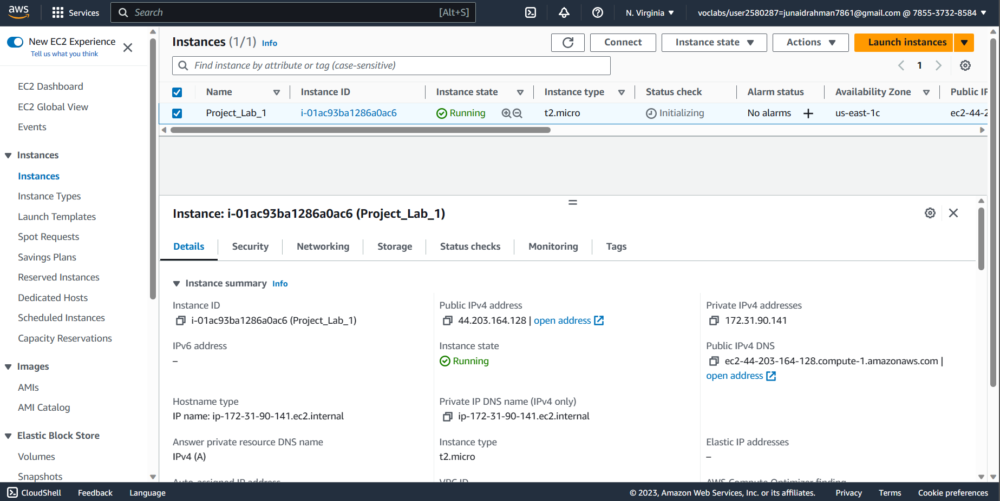 aws
Services
Search
[Alt+S]
N. Virginia
voclabs/user2580287=junaidrahman7861@gmail.com @ 7855-3732-8584
New EC2 Experience
Tell us what you think
EC2 Dashboard
EC2 Global View
Events
Instances
Instances
Instance Types
Launch Templates
Spot Requests
Savings Plans
Reserved Instances
Dedicated Hosts
Scheduled Instances
Capacity Reservations
Images
AMIs
AMI Catalog
Elastic Block Store
Volumes
Snapshots
Instances (1/1) Info
Connect
Instance state
Actions
Launch instances
Find instance by attribute or tag (case-sensitive)
1
Name Instance ID Instance state Instance type Status check Alarm status Availability Zone Public IP
Project_Lab_1 i-01ac93ba1286a0ac6 Running t2.micro Initializing No alarms us-east-1c ec2-44-2
Instance: i-01ac93ba1286a0ac6 (Project_Lab_1)
Details Security Networking Storage Status checks Monitoring Tags
Instance summary Info
Instance ID
i-01ac93ba1286a0ac6 (Project_Lab_1)
Public IPv4 address
44.203.164.128 | open address
Private IPv4 addresses
172.31.90.141
IPv6 address
–
Instance state
Running
Public IPv4 DNS
ec2-44-203-164-128.compute-1.amazonaws.com |
open address
Hostname type
IP name: ip-172-31-90-141.ec2.internal
Private IP DNS name (IPv4 only)
ip-172-31-90-141.ec2.internal
Answer private resource DNS name
IPv4 (A)
Instance type
t2.micro
Elastic IP addresses
–
Auto-assigned IP address
VPC ID
AWS Compute Optimizer finding
CloudShell
Feedback
Language
© 2023, Amazon Web Services, Inc. or its affiliates.
Privacy
Terms
Cookie preferences